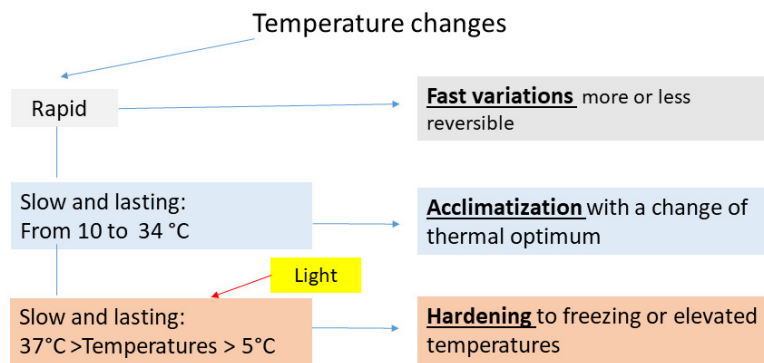 Temperature changes
Rapid
Fast variations more or less
reversible
Slow and lasting:
From 10 to 34 °C
Acclimatization with a change of
thermal optimum
Light
Slow and lasting:
37°C >Temperatures > 5°C
Hardening to freezing or elevated
temperatures